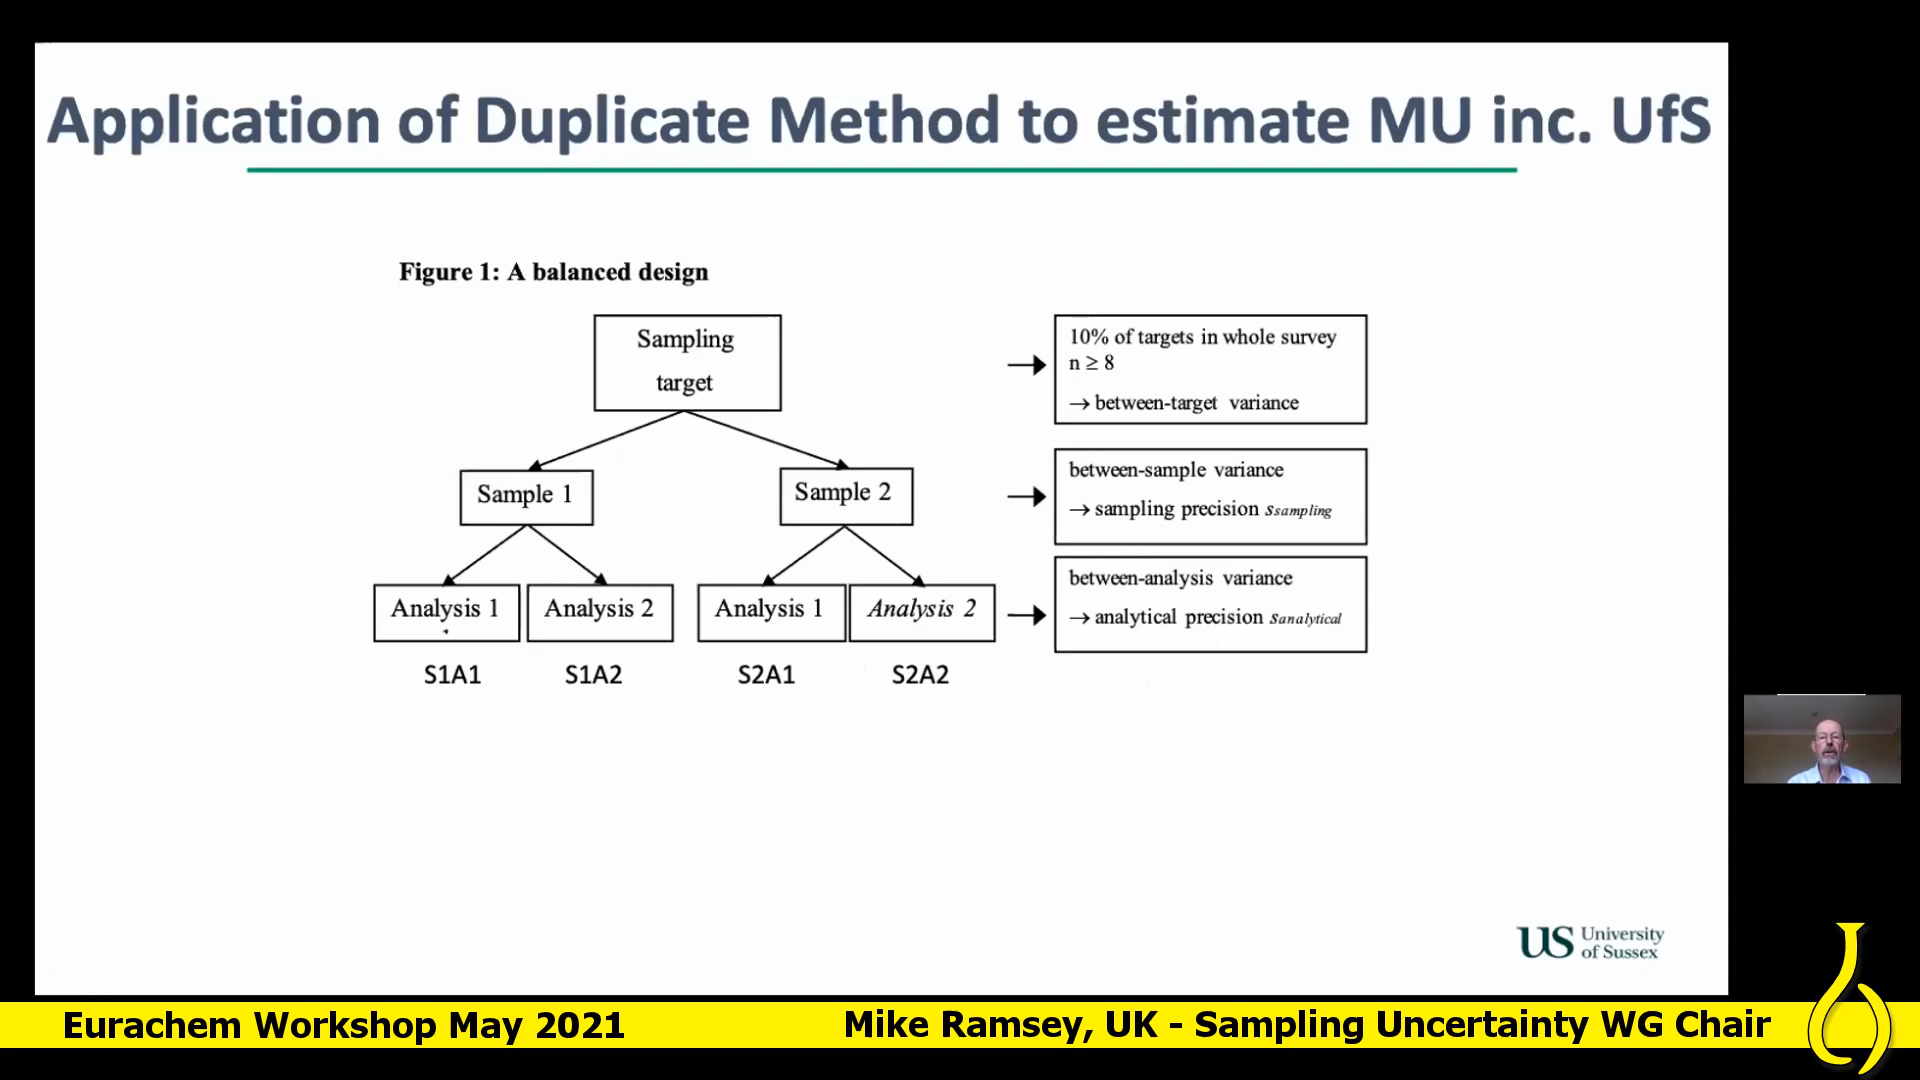 Application of Duplicate Method to estimate MU inc. UfS
Figure 1: A balanced design
Sampling
target
10% of targets in whole survey
n ≥ 8
→ between-target variance
Sample 1
Sample 2
between-sample variance
→ sampling precision ssampling
Analysis 1
Analysis 2
Analysis 1
Analysis 2
between-analysis variance
→ analytical precision sanalytical
S1A1
S1A2
S2A1
S2A2
US University
of Sussex
Eurachem Workshop May 2021
Mike Ramsey, UK - Sampling Uncertainty WG Chair